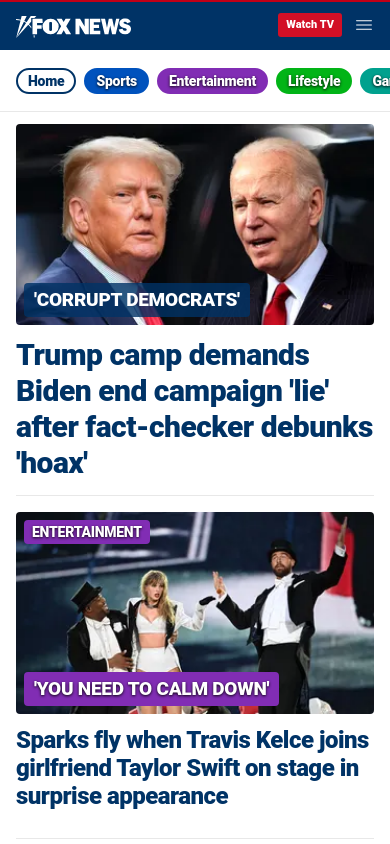 FOX NEWS
Watch TV
Home Sports Entertainment Lifestyle Ga
'CORRUPT DEMOCRATS'
Trump camp demands
Biden end campaign 'lie'
after fact-checker debunks
'hoax'
ENTERTAINMENT
'YOU NEED TO CALM DOWN'
Sparks fly when Travis Kelce joins
girlfriend Taylor Swift on stage in
surprise appearance